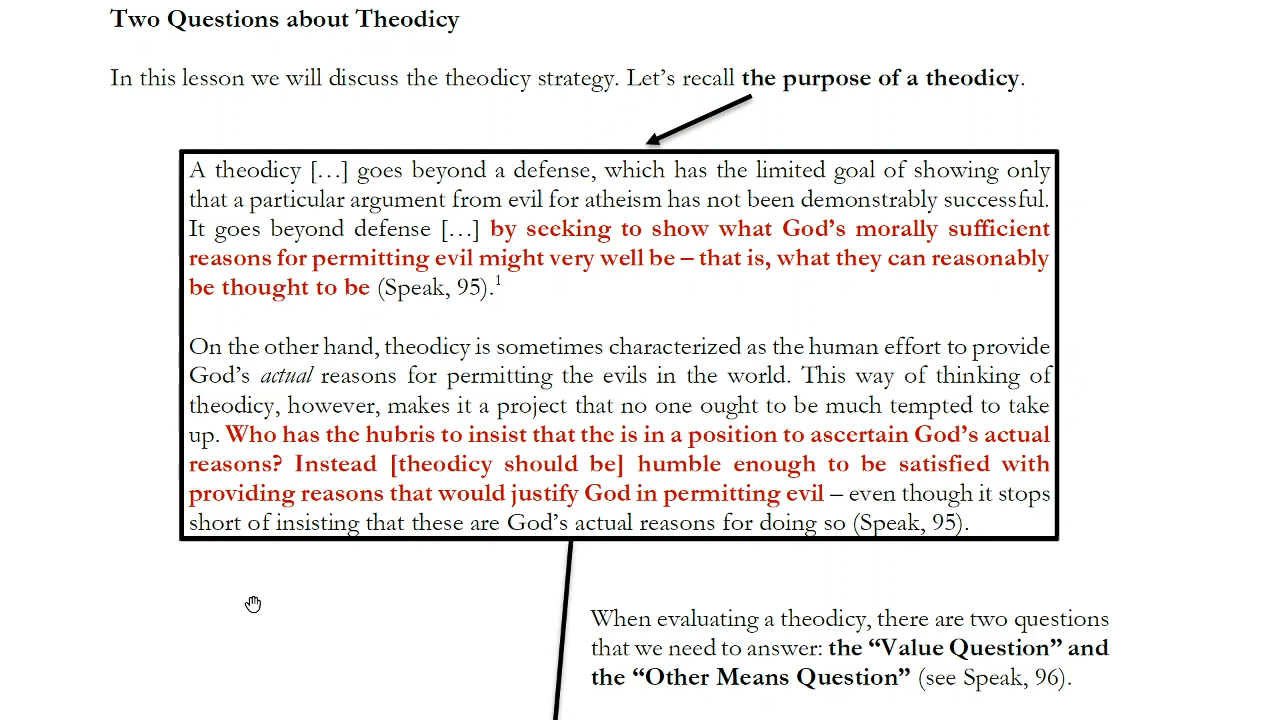 Two Questions about Theodicy
In this lesson we will discuss the theodicy strategy. Let’s recall the purpose of a theodicy.
A theodicy […] goes beyond a defense, which has the limited goal of showing only
that a particular argument from evil for atheism has not been demonstrably successful.
It goes beyond defense […] by seeking to show what God’s morally sufficient
reasons for permitting evil might very well be – that is, what they can reasonably
be thought to be (Speak, 95).¹
On the other hand, theodicy is sometimes characterized as the human effort to provide
God’s actual reasons for permitting the evils in the world. This way of thinking of
theodicy, however, makes it a project that no one ought to be much tempted to take
up. Who has the hubris to insist that the is in a position to ascertain God’s actual
reasons? Instead [theodicy should be] humble enough to be satisfied with
providing reasons that would justify God in permitting evil – even though it stops
short of insisting that these are God’s actual reasons for doing so (Speak, 95).
When evaluating a theodicy, there are two questions
that we need to answer: the “Value Question” and
the “Other Means Question” (see Speak, 96).